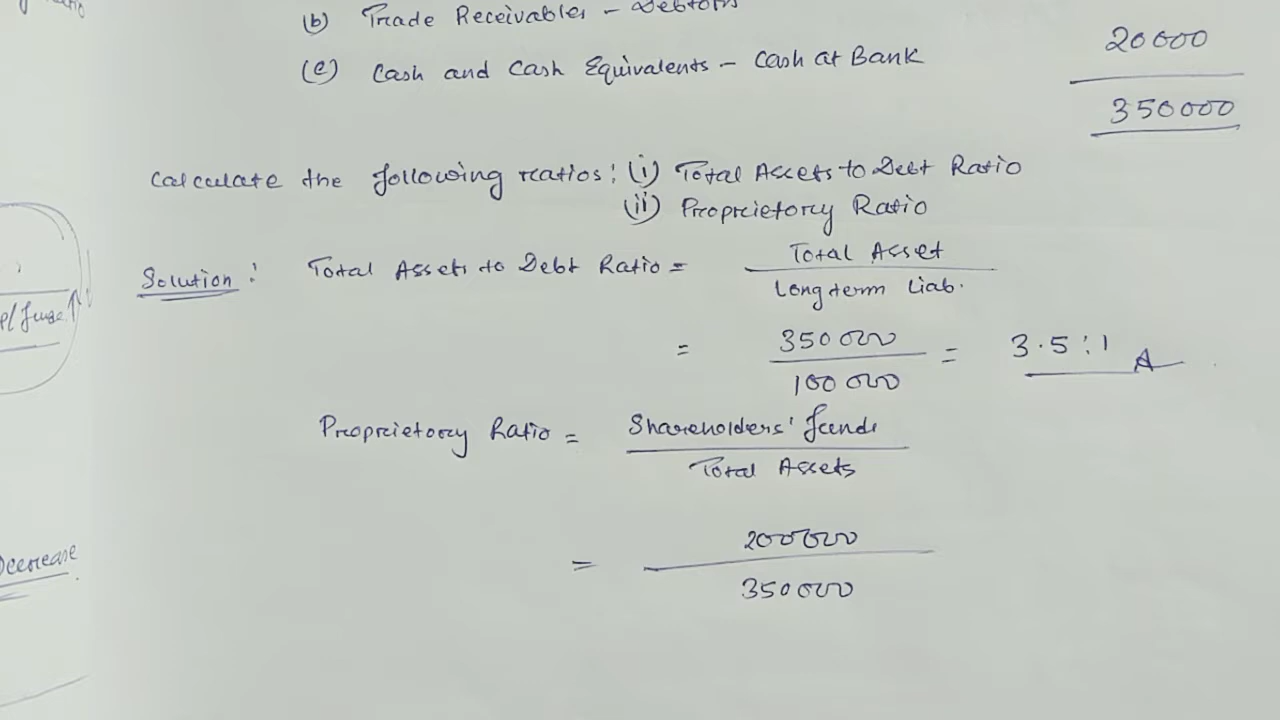 (b) Trade Receivables - Debtors
(c) Cash and Cash Equivalents - Cash at Bank 20000
350000
Calculate the following ratios: (i) Total Assets to Debt Ratio
(ii) Proprietory Ratio
Solution: Total Assets to Debt Ratio = Total Asset
Long term Liab.
= 350000
100000 = 3.5:1 A
Proprietory Ratio = Shareholders' funds
Total Assets
= 200000
350000
Decrease